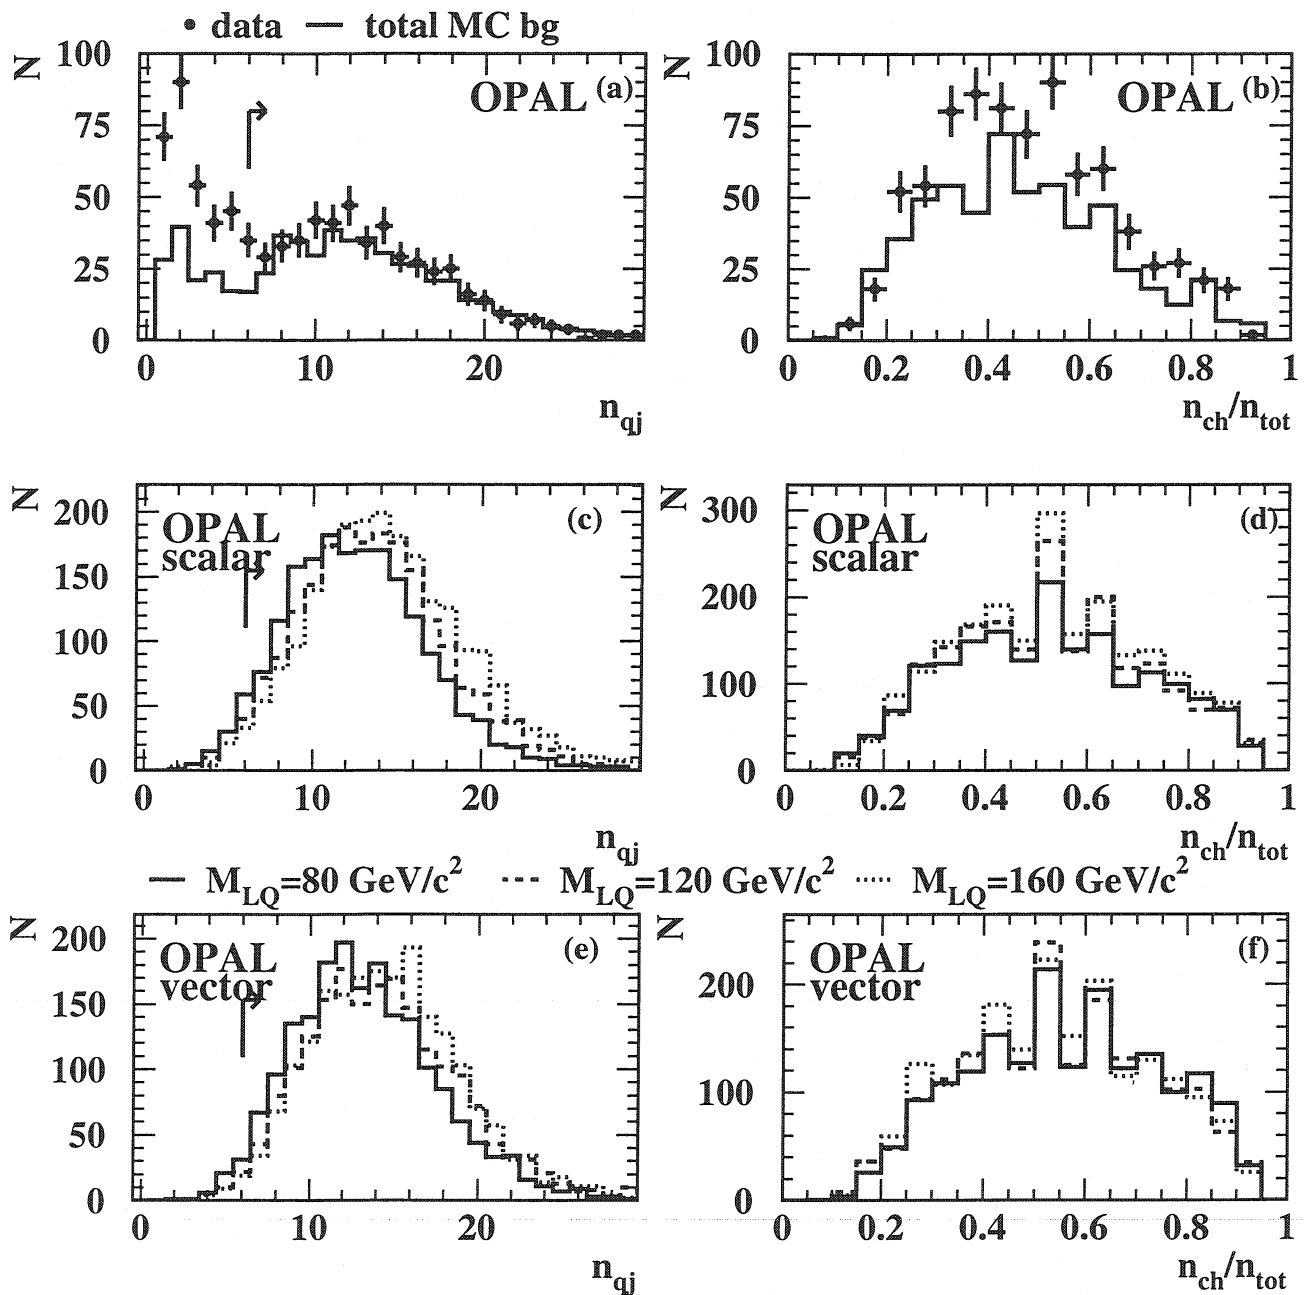 data total MC bg
N
100
75
50
25
0
OPAL (a)
0 10 20
n_qj
N
100
75
50
25
0
OPAL (b)
0 0.2 0.4 0.6 0.8 1
n_ch/n_tot
N
200
150
100
50
0
OPAL
scalar
(c)
0 10 20
n_qj
N
300
200
100
0
OPAL
scalar
(d)
0 0.2 0.4 0.6 0.8 1
n_ch/n_tot
M_LQ=80 GeV/c² M_LQ=120 GeV/c² M_LQ=160 GeV/c²
N
200
150
100
50
0
OPAL
vector
(e)
0 10 20
n_qj
N
200
100
0
OPAL
vector
(f)
0 0.2 0.4 0.6 0.8 1
n_ch/n_tot